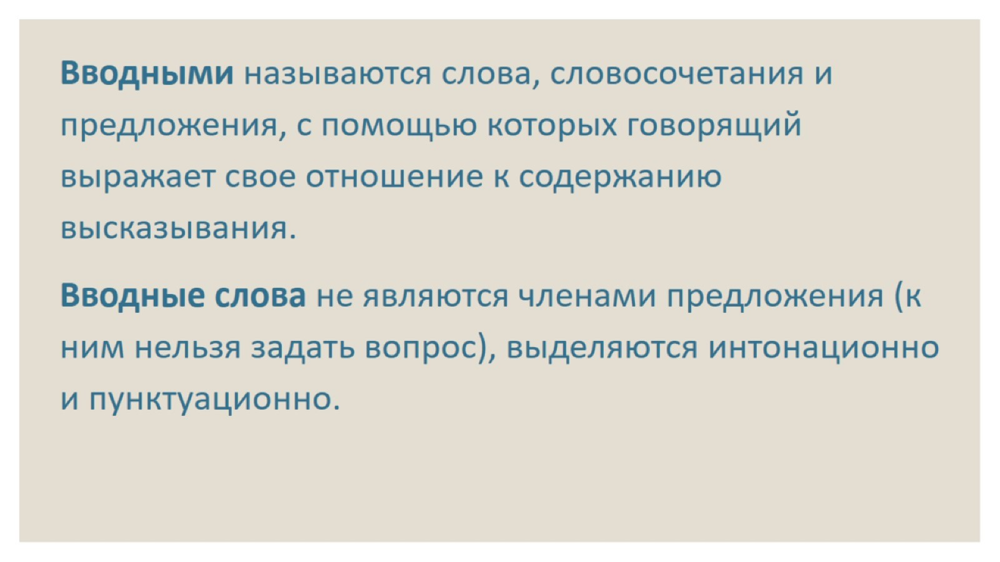 Вводными называются слова, словосочетания и
предложения, с помощью которых говорящий
выражает свое отношение к содержанию
высказывания.
Вводные слова не являются членами предложения (к
ним нельзя задать вопрос), выделяются интонационно
и пунктуационно.